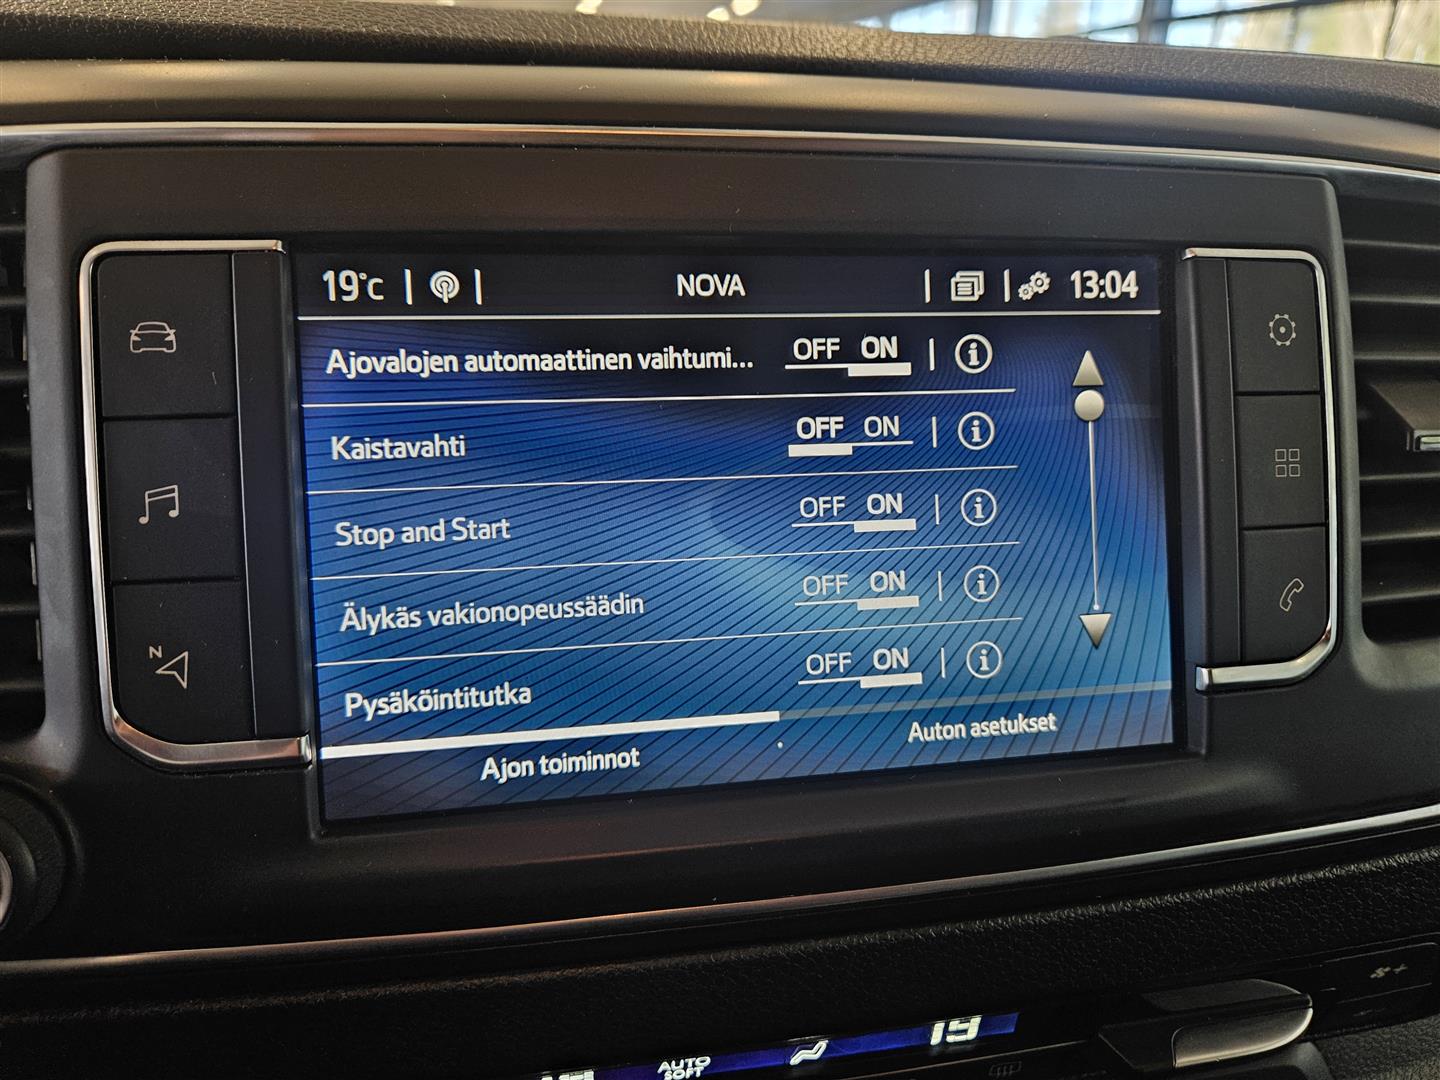 19°C NOVA 13:04
Ajovalojen automaattinen vaihtumi... OFF ON
Kaistavahti OFF ON
Stop and Start OFF ON
Älykäs vakionopeussäädin OFF ON
Pysäköintitutka OFF ON
Ajon toiminnot Auton asetukset
N
AUTO
SOFT
19